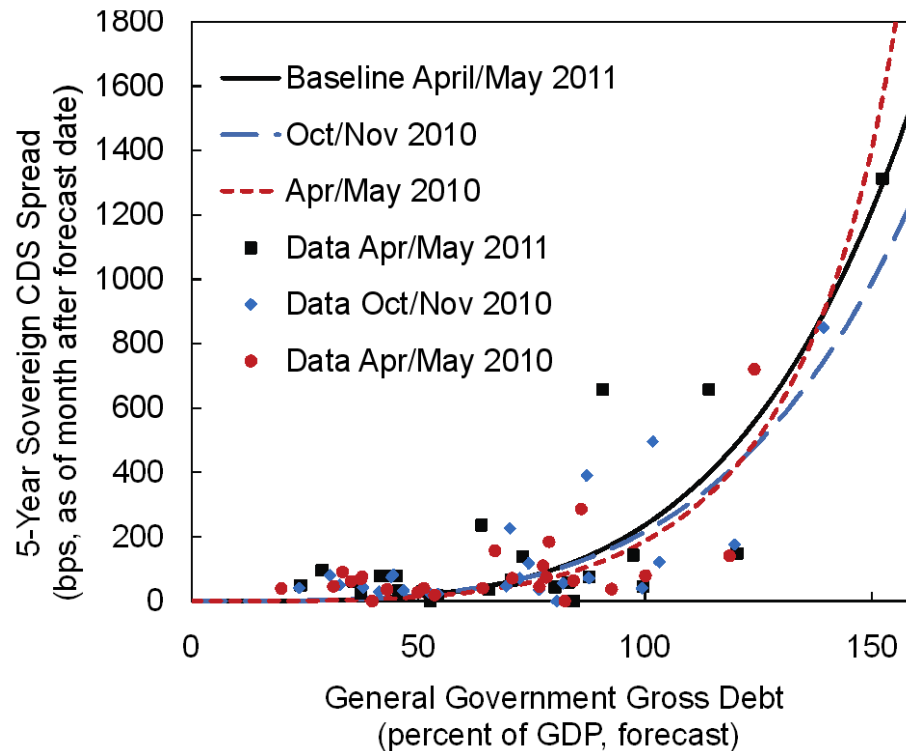 1800
1600
1400
1200
1000
800
600
400
200
0
5-Year Sovereign CDS Spread
(bps, as of month after forecast date)
Baseline April/May 2011
Oct/Nov 2010
Apr/May 2010
Data Apr/May 2011
Data Oct/Nov 2010
Data Apr/May 2010
0
50
100
150
General Government Gross Debt
(percent of GDP, forecast)